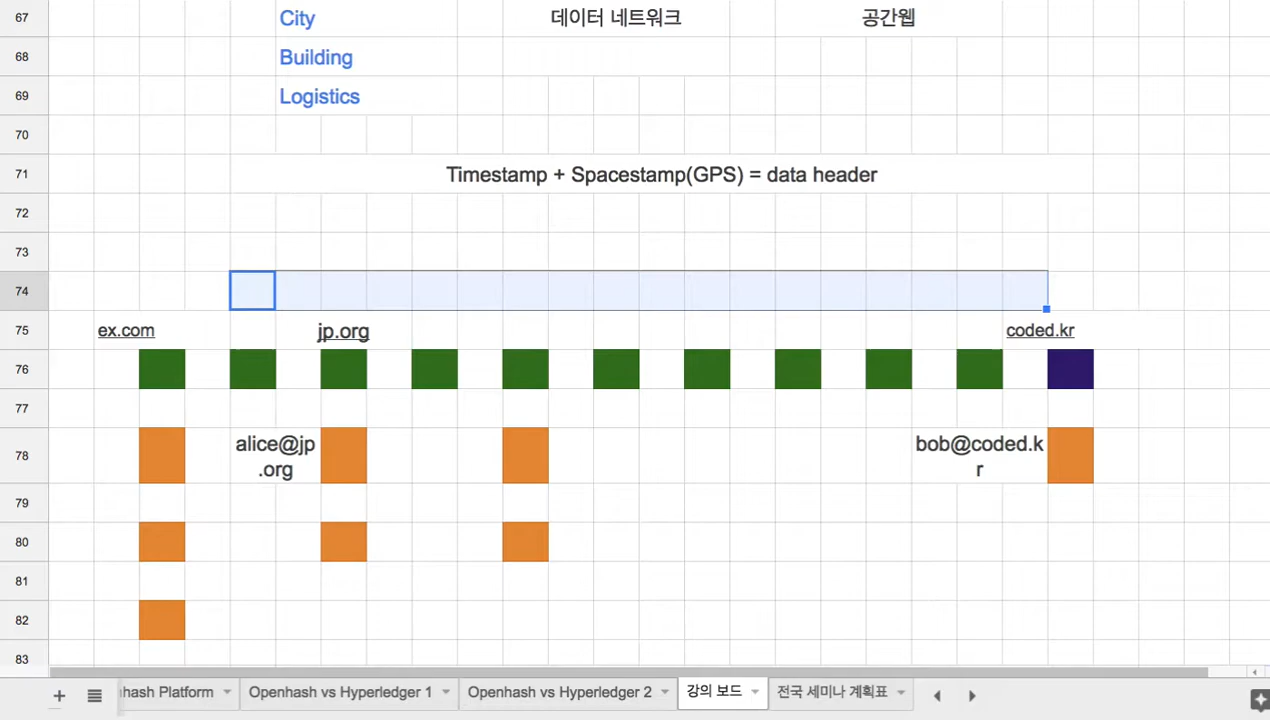 67 City 데이터 네트워크 공간웹
68 Building
69 Logistics
70
71 Timestamp + Spacestamp(GPS) = data header
72
73
74
75 ex.com jp.org coded.kr
76
77
78 alice@jp
.org
bob@coded.k
r
79
80
81
82
83
hash Platform Openhash vs Hyperledger 1 Openhash vs Hyperledger 2 강의 보드 전국 세미나 계획표